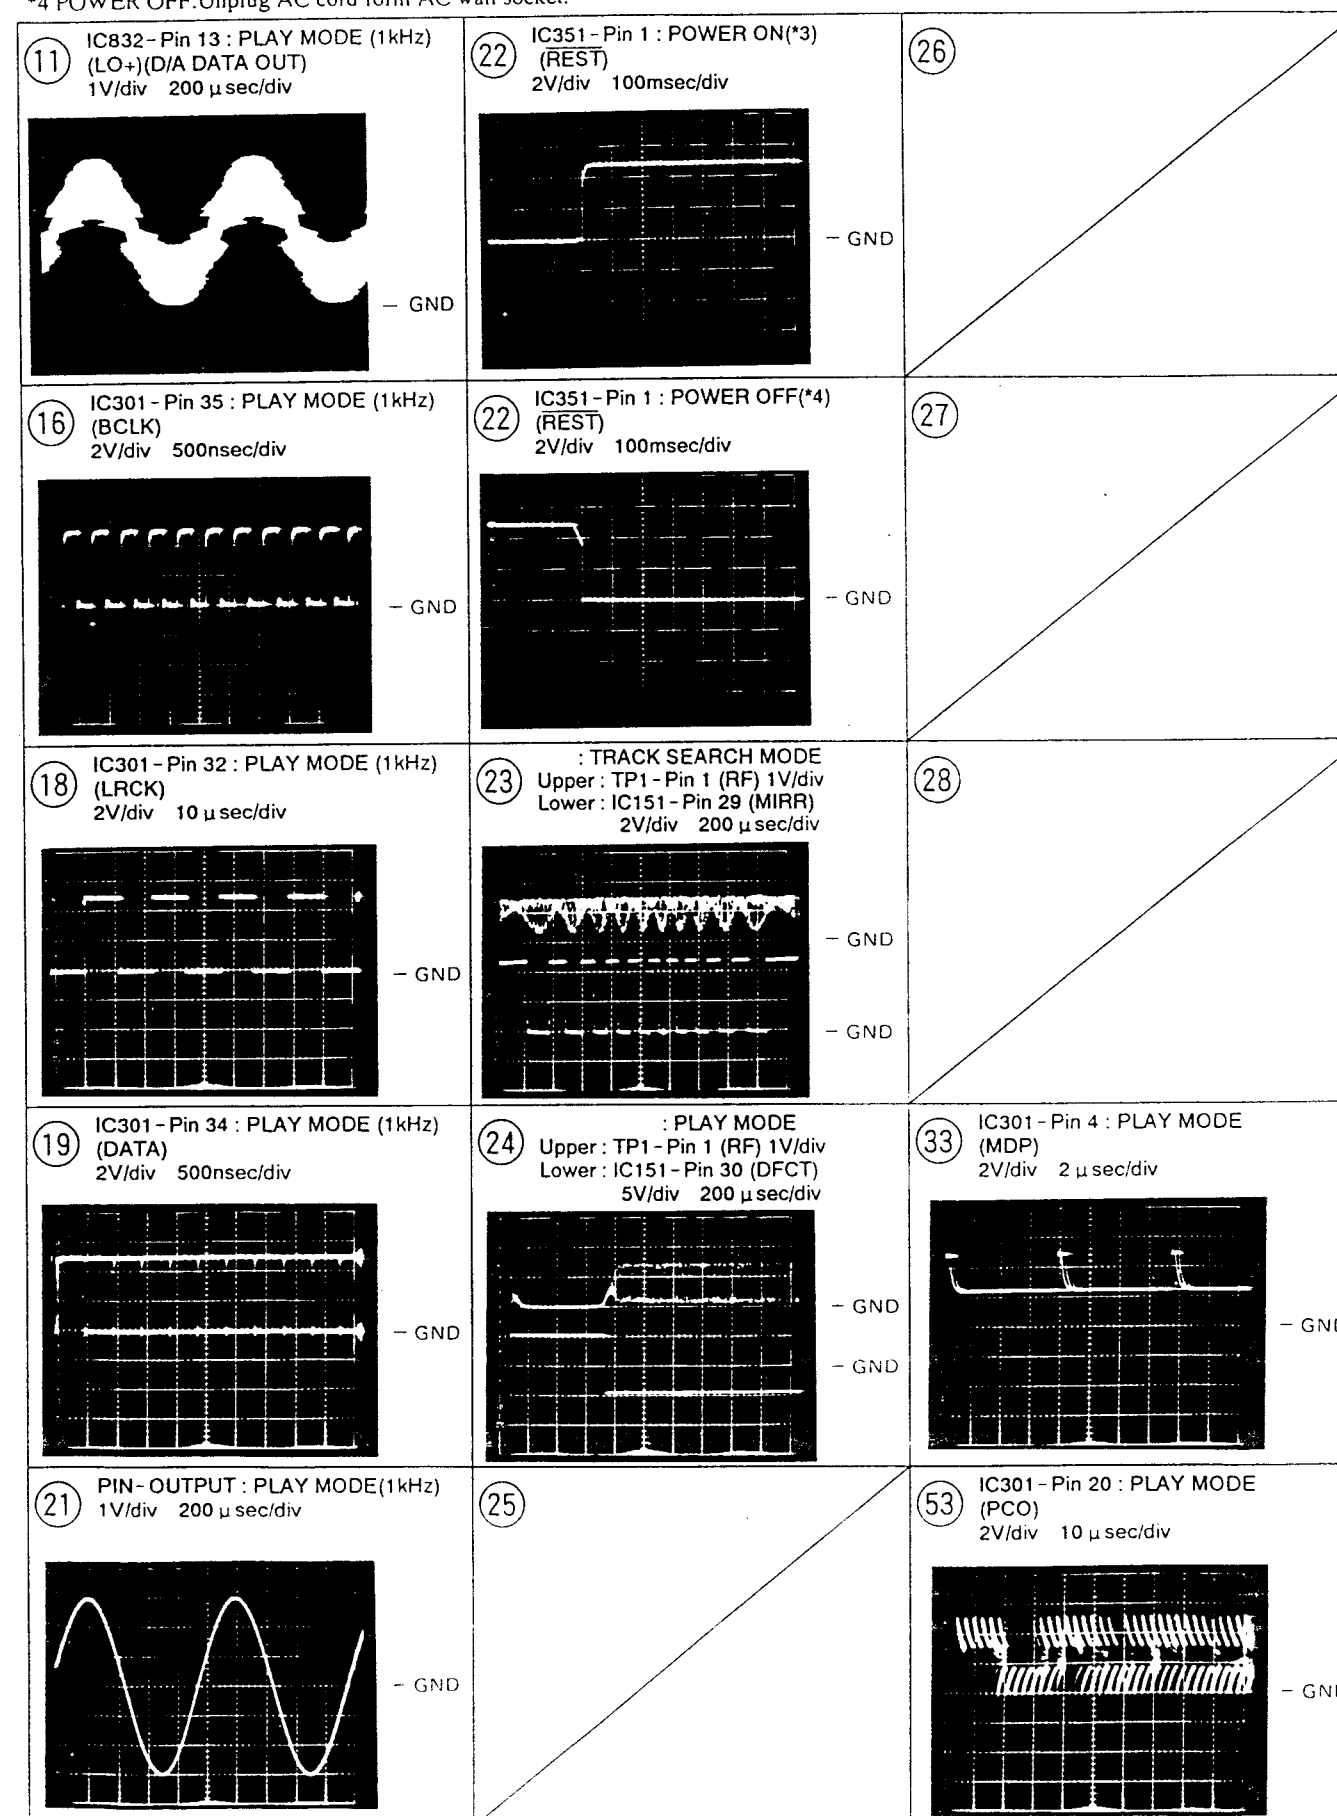 *4 POWER OFF:Unplug AC cord form AC wall socket.
11 IC832-Pin 13 : PLAY MODE (1kHz)
(LO+)(D/A DATA OUT)
1V/div 200 μ sec/div
- GND
22 IC351-Pin 1 : POWER ON(*3)
(REST)
2V/div 100msec/div
- GND
26
16 IC301-Pin 35 : PLAY MODE (1kHz)
(BCLK)
2V/div 500nsec/div
- GND
22 IC351-Pin 1 : POWER OFF(*4)
(REST)
2V/div 100msec/div
- GND
27
18 IC301-Pin 32 : PLAY MODE (1kHz)
(LRCK)
2V/div 10 μ sec/div
- GND
23 : TRACK SEARCH MODE
Upper : TP1-Pin 1 (RF) 1V/div
Lower : IC151-Pin 29 (MIRR)
2V/div 200 μ sec/div
- GND
- GND
28
19 IC301-Pin 34 : PLAY MODE (1kHz)
(DATA)
2V/div 500nsec/div
- GND
24 : PLAY MODE
Upper : TP1-Pin 1 (RF) 1V/div
Lower : IC151-Pin 30 (DFCT)
5V/div 200 μ sec/div
- GND
- GND
33 IC301-Pin 4 : PLAY MODE
(MDP)
2V/div 2 μ sec/div
- GND
21 PIN-OUTPUT : PLAY MODE(1kHz)
1V/div 200 μ sec/div
- GND
25
53 IC301-Pin 20 : PLAY MODE
(PCO)
2V/div 10 μ sec/div
- GND